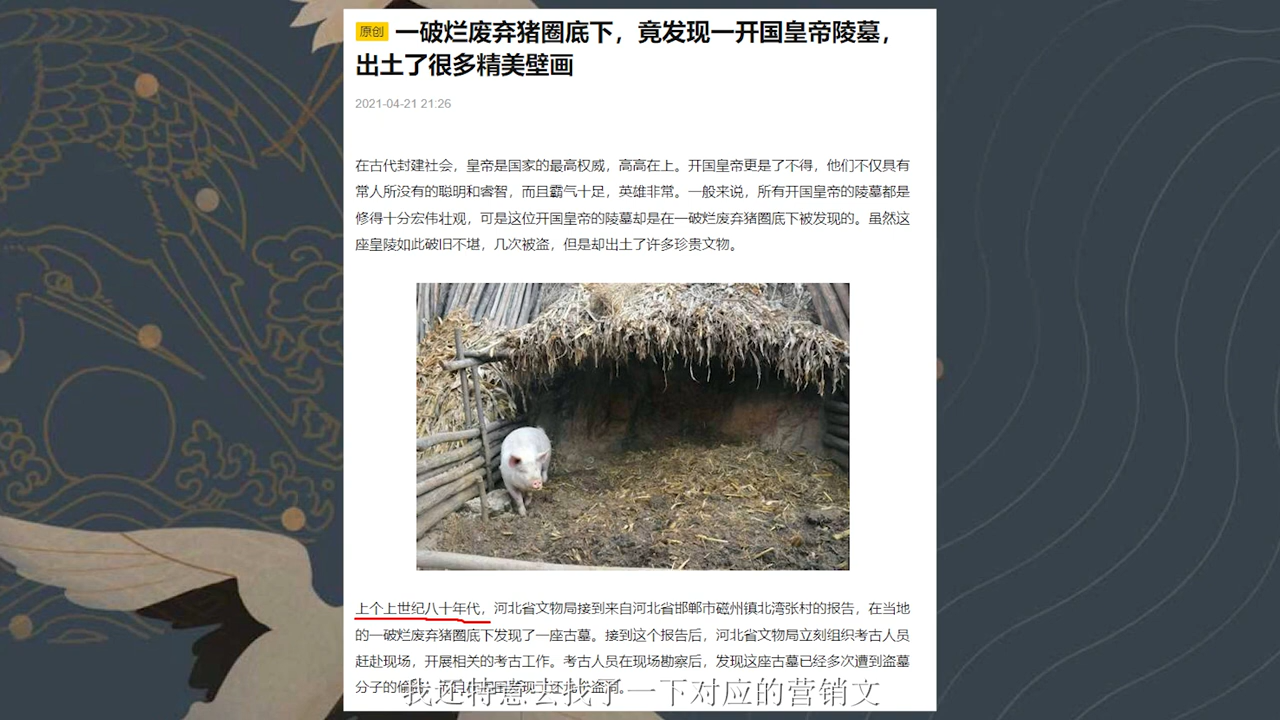 原创 一破烂废弃猪圈底下，竟发现一开国皇帝陵墓，
出土了很多精美壁画
2021-04-21 21:26
在古代封建社会，皇帝是国家的最高权威，高高在上。开国皇帝更是了不得，他们不仅具有
常人所没有的聪明和睿智，而且霸气十足，英雄非常。一般来说，所有开国皇帝的陵墓都是
修得十分宏伟壮观，可是这位开国皇帝的陵墓却是在一破烂废弃猪圈底下被发现的。虽然这
座皇陵如此破旧不堪，几次被盗，但是却出土了许多珍贵文物。
上个上世纪八十年代，河北省文物局接到来自河北省邯郸市磁州镇北湾张村的报告，在当地
的一破烂废弃猪圈底下发现了一座古墓。接到这个报告后，河北省文物局立刻组织考古人员
赶赴现场，开展相关的考古工作。考古人员在现场勘察后，发现这座古墓已经多次遭到盗墓
分子的偷
我还特意去找了一下对应的营销文